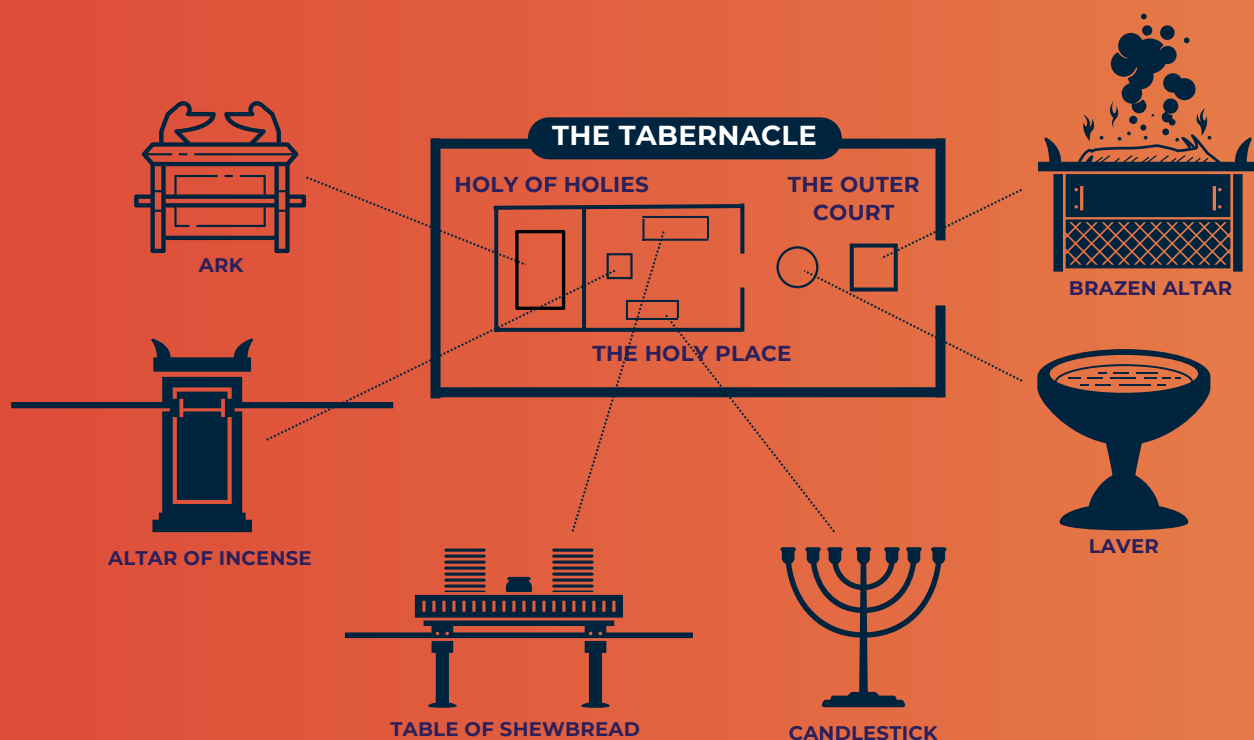 THE TABERNACLE
HOLY OF HOLIES
THE OUTER
COURT
ARK
BRAZEN ALTAR
THE HOLY PLACE
ALTAR OF INCENSE
LAVER
TABLE OF SHEWBREAD
CANDLESTICK